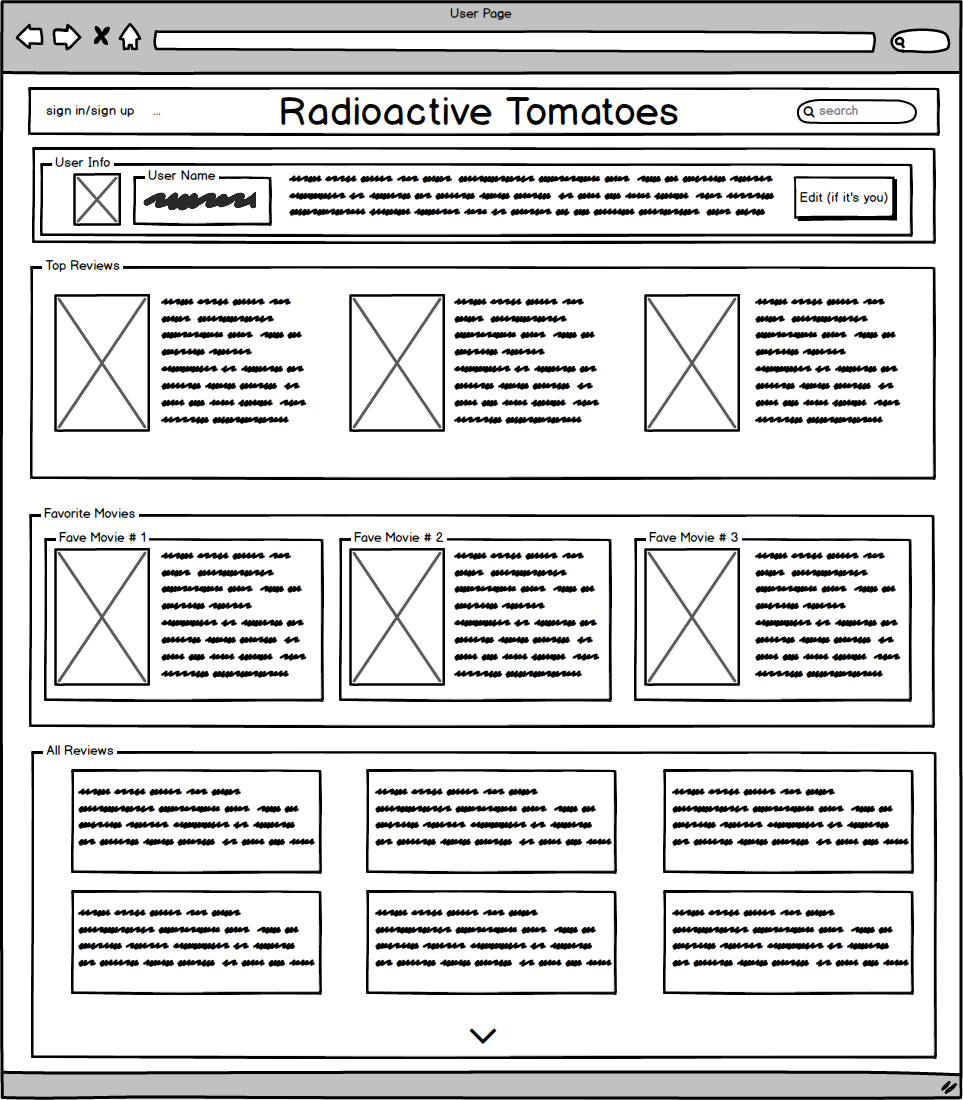 User Page
sign in/sign up ...
Radioactive Tomatoes
search
User Info
User Name
Edit (if it's you)
Top Reviews
Favorite Movies
Fave Movie # 1
Fave Movie # 2
Fave Movie # 3
All Reviews